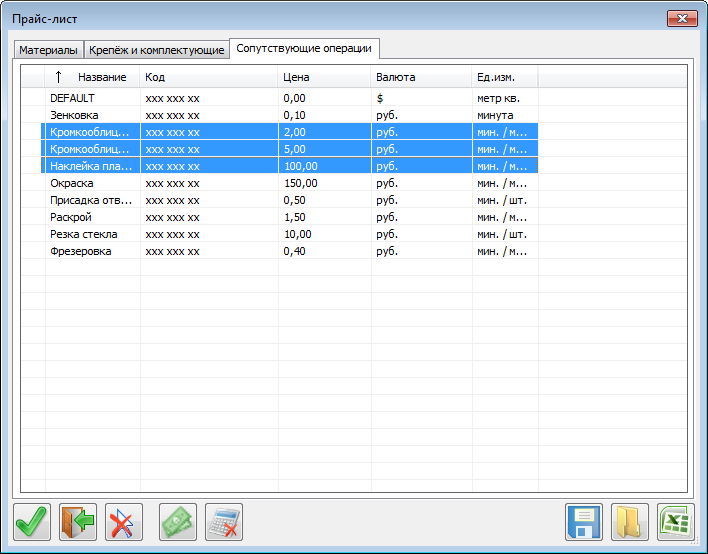 Прайс-лист
Материалы Крепёж и комплектующие Сопутствующие операции
↑ Название Код Цена Валюта Ед.изм.
DEFAULT xxx xxx xx 0,00 $ метр кв.
Зенковка xxx xxx xx 0,10 руб. минута
Кромкооблиц... xxx xxx xx 2,00 руб. мин. / м...
Кромкооблиц... xxx xxx xx 5,00 руб. мин. / м...
Наклейка пла... xxx xxx xx 100,00 руб. мин. / м...
Окраска xxx xxx xx 150,00 руб. мин. / м...
Присадка отв... xxx xxx xx 0,50 руб. мин. / шт.
Раскрой xxx xxx xx 1,50 руб. мин. / м...
Резка стекла xxx xxx xx 10,00 руб. мин. / шт.
Фрезеровка xxx xxx xx 0,40 руб. мин. / м...